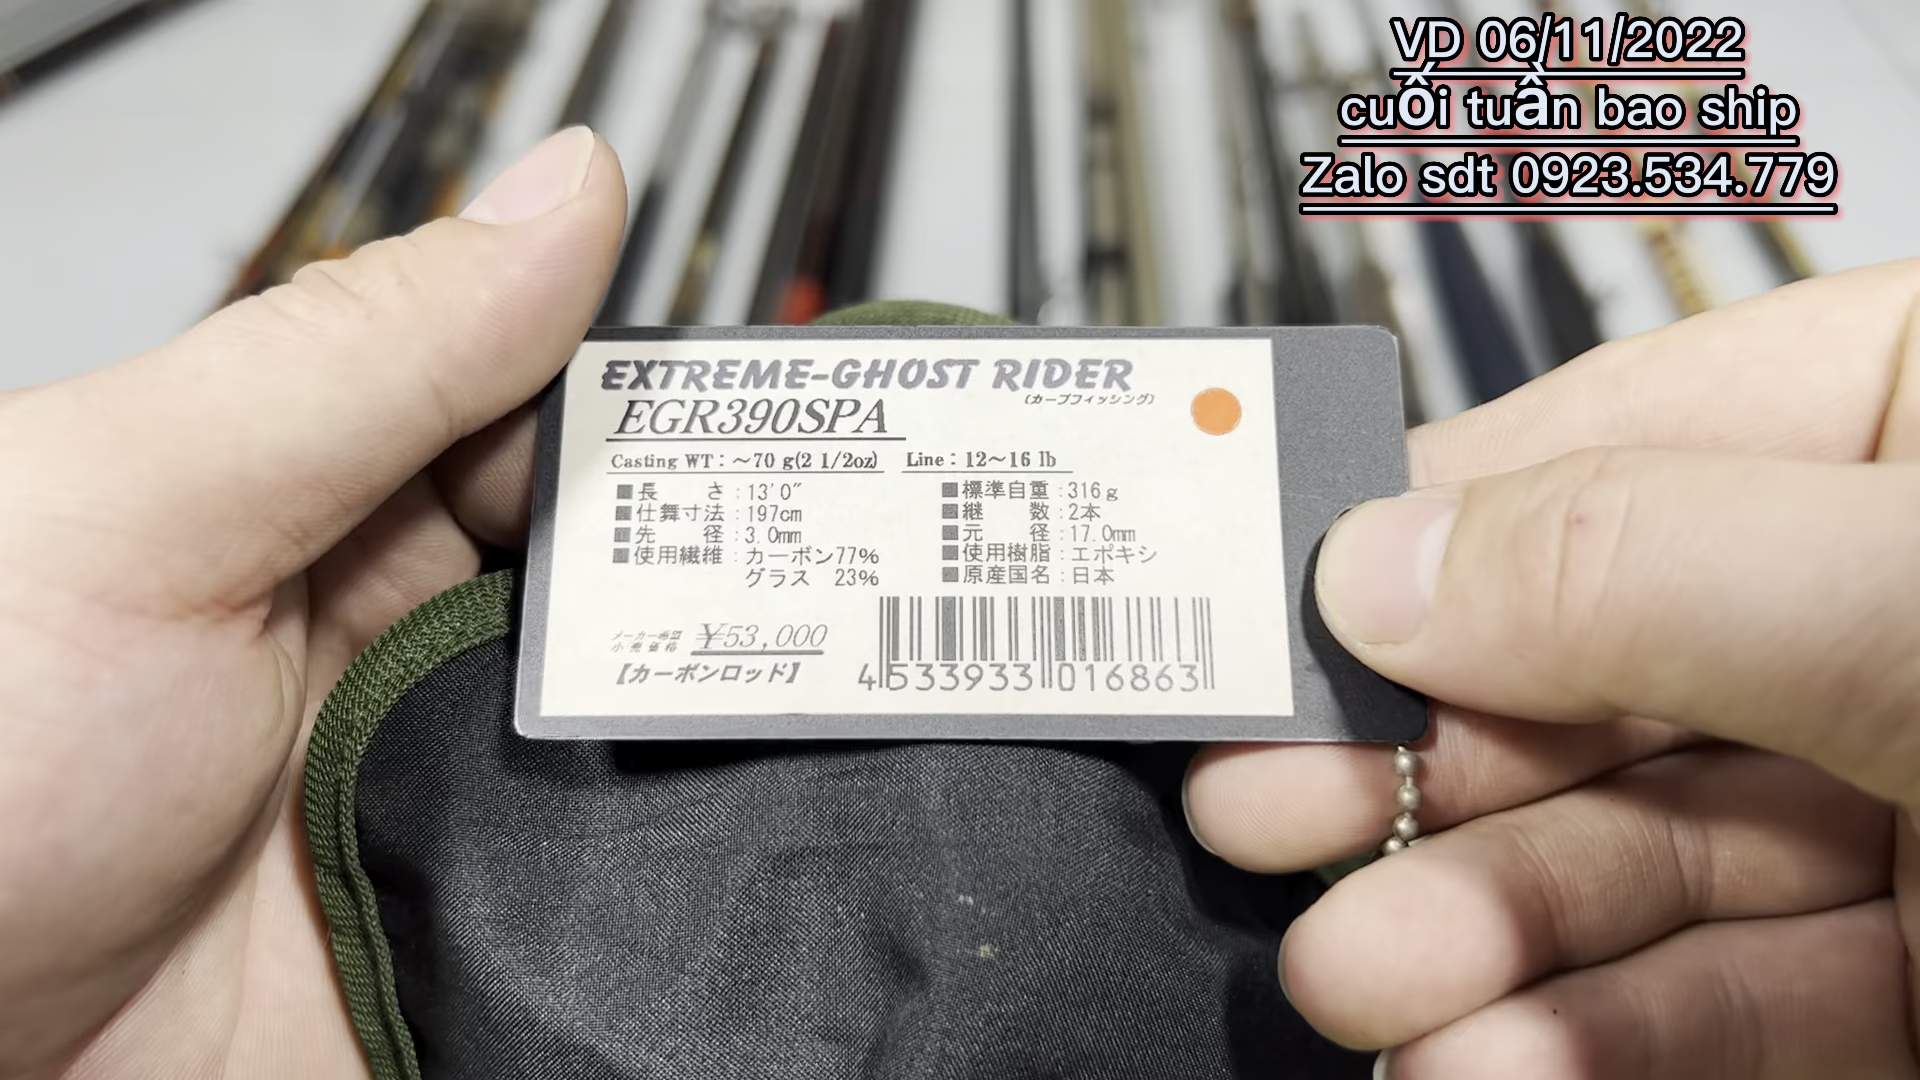 VD 06/11/2022
cuối tuần bao ship
Zalo sdt 0923.534.779
EXTREME-GHOST RIDER
(カープフィッシング)
EGR390SPA
Casting WT：～70 g(2 1/2oz) Line：12～16 lb
■長さ：13'0" ■標準自重：316g
■仕舞寸法：197cm ■継数：2本
■先径：3.0mm ■元径：17.0mm
■使用繊維：カーボン77% ■使用樹脂：エポキシ
グラス 23% ■原産国名：日本
メーカー希望
小売価格 ¥53,000
【カーボンロッド】
4 533933 016863